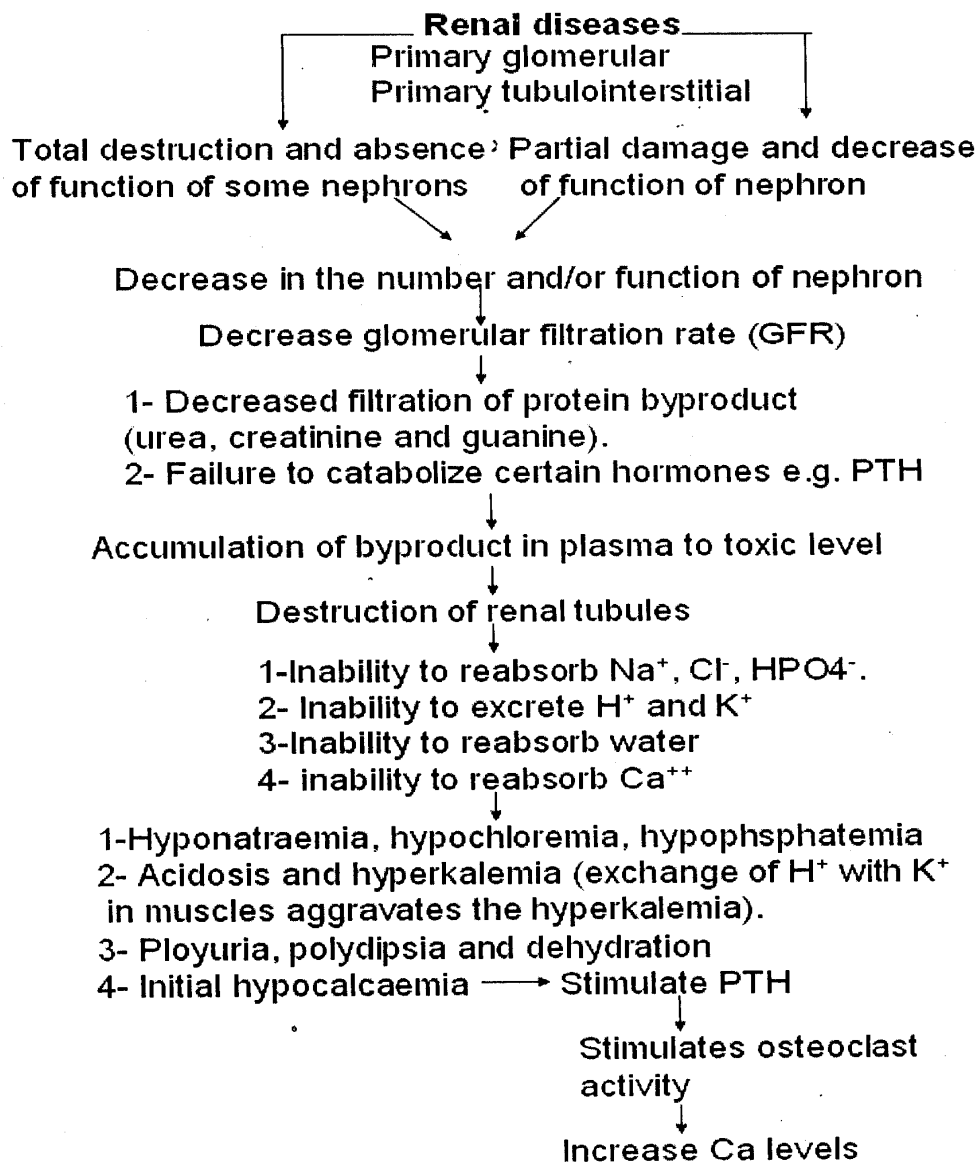 Renal diseases
Primary glomerular
Primary tubulointerstitial
Total destruction and absence
of function of some nephrons
Partial damage and decrease
of function of nephron
Decrease in the number and/or function of nephron
Decrease glomerular filtration rate (GFR)
1- Decreased filtration of protein byproduct
(urea, creatinine and guanine).
2- Failure to catabolize certain hormones e.g. PTH
Accumulation of byproduct in plasma to toxic level
Destruction of renal tubules
1-Inability to reabsorb Na⁺, Cl⁻, HPO4⁻.
2- Inability to excrete H⁺ and K⁺
3-Inability to reabsorb water
4- inability to reabsorb Ca⁺⁺
1-Hyponatraemia, hypochloremia, hypophsphatemia
2- Acidosis and hyperkalemia (exchange of H⁺ with K⁺
in muscles aggravates the hyperkalemia).
3- Ployuria, polydipsia and dehydration
4- Initial hypocalcaemia → Stimulate PTH
Stimulates osteoclast
activity
Increase Ca levels